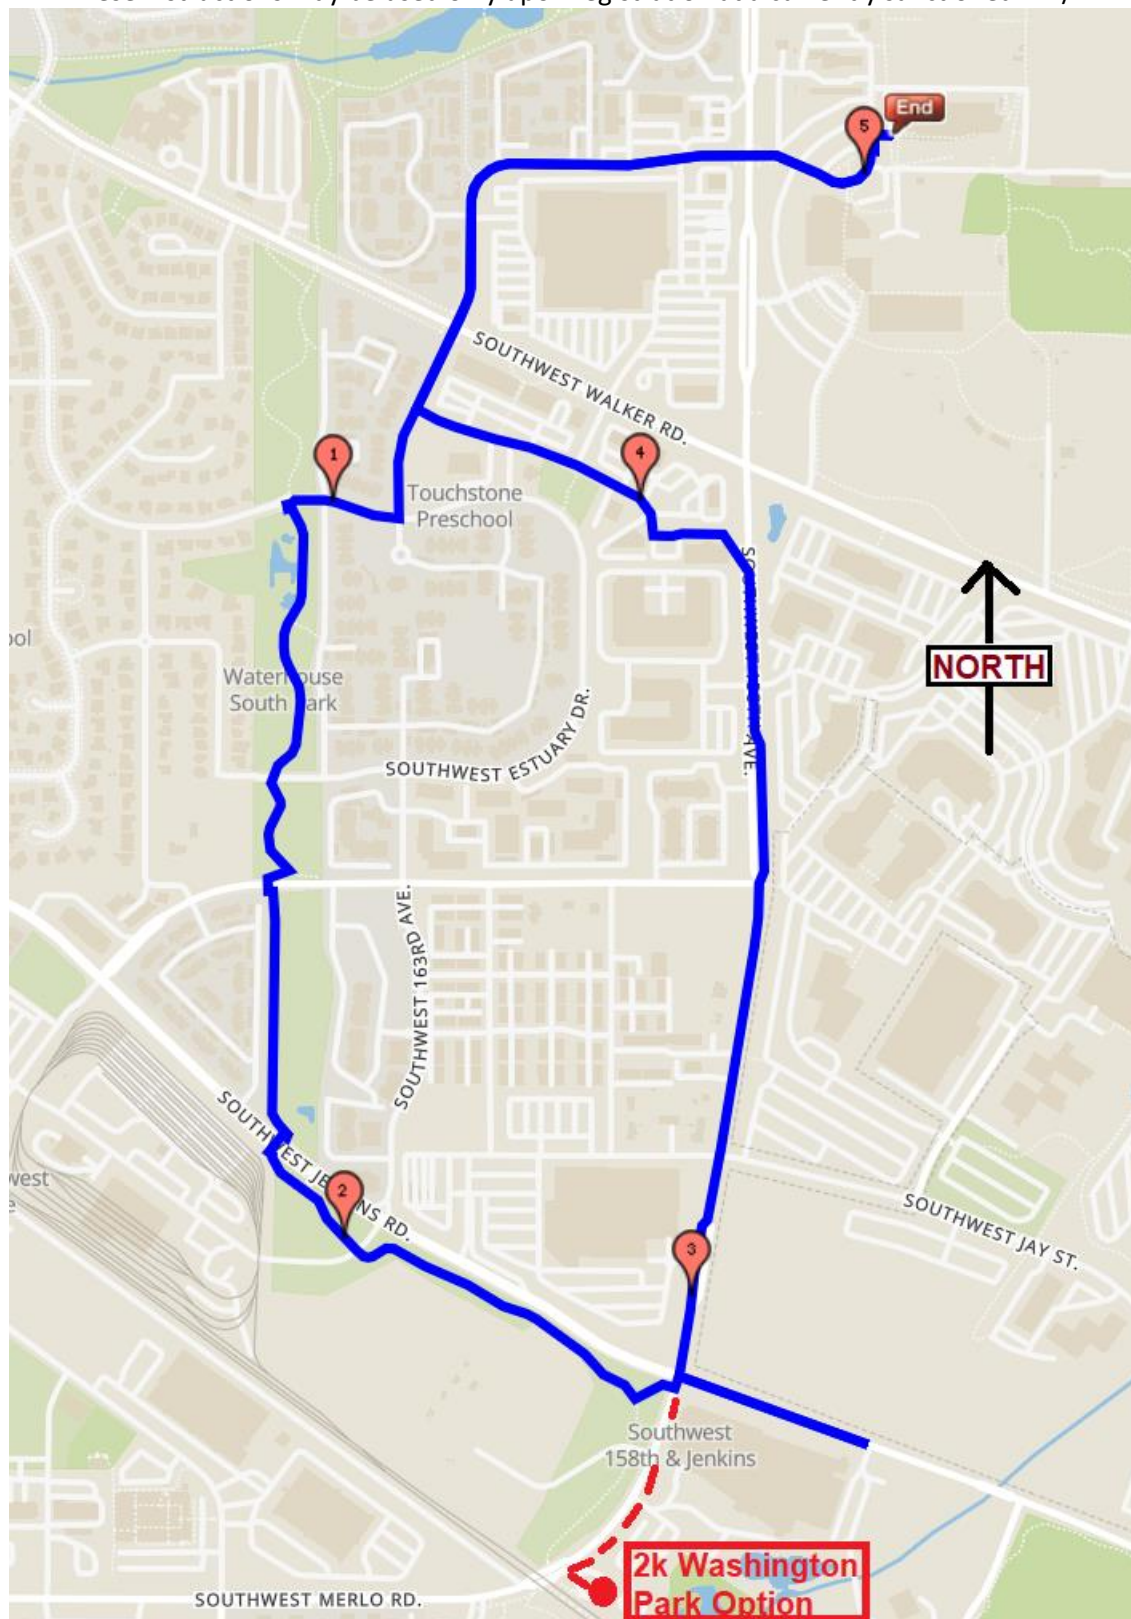 End
5
SOUTHWEST WALKER RD.
4
1
Touchstone
Preschool
NORTH
Waterhouse
South Park
SOUTHWEST ESTUARY DR.
AVE.
SOUTHWEST 163RD AVE.
SOUTHWEST JENKINS RD.
2
SOUTHWEST JAY ST.
3
Southwest
158th & Jenkins
2k Washington
Park Option
SOUTHWEST MERLO RD.